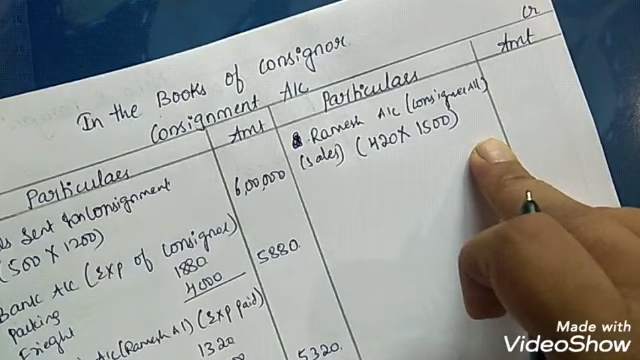 In the Books of Consignor
Consignment A/c
Cr
Particulars
Amt
Particulars
Amt
Sent on Consignment
(500 X 1200)
6,00,000
Ramesh A/c (Consignee A/c)
(Sales) (420 X 1500)
Bank A/c (Exp of Consignor)
Packing 1880
Frieght 4000
5880
A/c (Ramesh A/c) (Exp Paid)
1320
5320
Made with
VideoShow